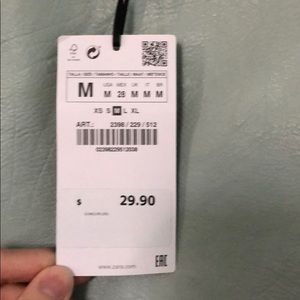 TALLA - SIZE / TAMANHO - TAILLE / MAAT - МЕТЕНСЕ
USA MEX UK IT BR
M M 28 M M M
XS S M L XL
ART.: 2398 / 229 / 512
02398229512038
$ 29.90
www.zara.com
EAC